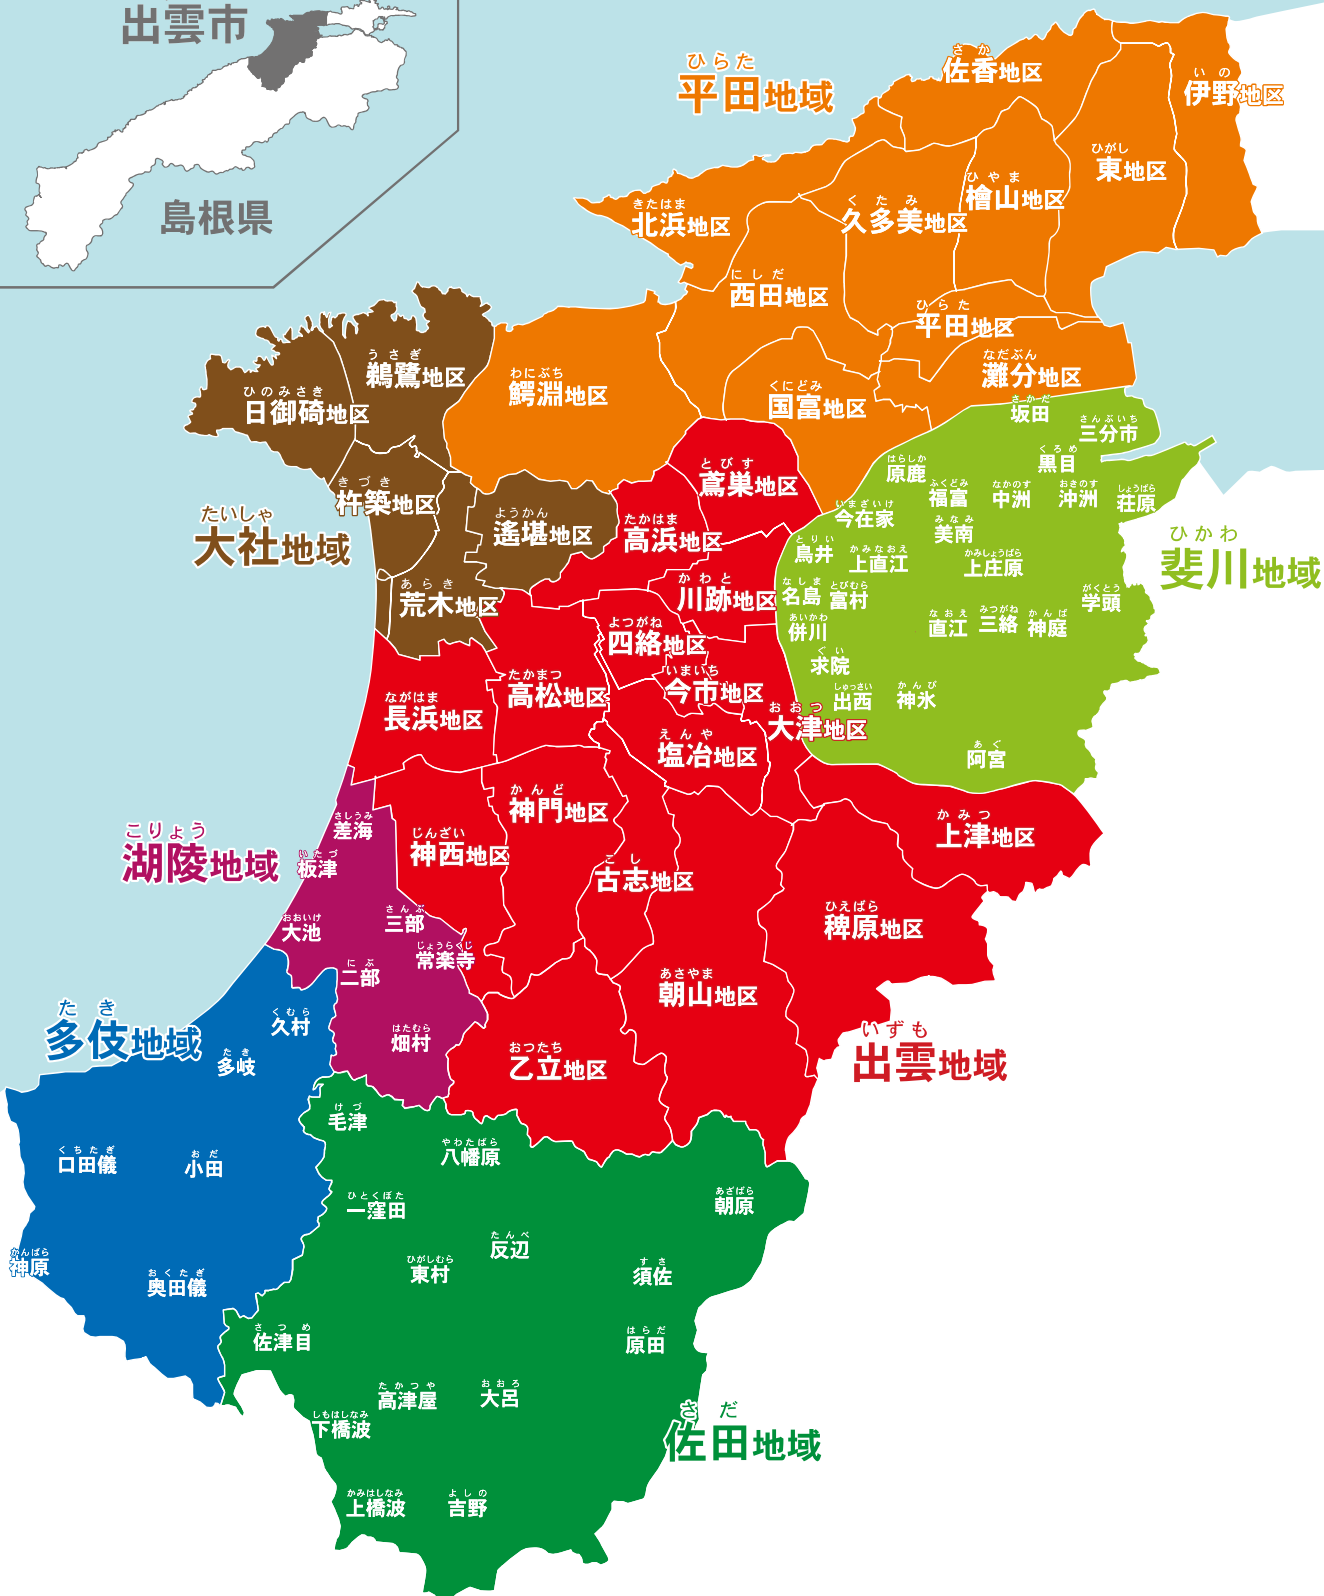 出雲市
島根県
ひらた
平田地域
さか
佐香地区
いの
伊野地区
ひがし
東地区
ひやま
檜山地区
くたみ
久多美地区
きたはま
北浜地区
にしだ
西田地区
ひらた
平田地区
なだぶん
灘分地区
くにどみ
国富地区
わにぶち
鰐淵地区
うさぎ
鵜鷺地区
ひのみさき
日御碕地区
きづき
杵築地区
ようかん
遙堪地区
あらき
荒木地区
たいしゃ
大社地域
とびす
鳶巣地区
たかはま
高浜地区
かわと
川跡地区
よつがね
四絡地区
いまいち
今市地区
おおつ
大津地区
えんや
塩冶地区
たかまつ
高松地区
ながはま
長浜地区
かんど
神門地区
じんざい
神西地区
こし
古志地区
かみつ
上津地区
ひえばら
稗原地区
あさやま
朝山地区
おつたち
乙立地区
いずも
出雲地域
さかだ
坂田
さんぶいち
三分市
くろめ
黒目
はらしか
原鹿
ふくどみ
福富
なかのす
中洲
おきのす
沖洲
しょうばら
荘原
いまざいけ
今在家
みなみ
美南
とりい
鳥井
かみなおえ
上直江
かみしょうばら
上庄原
なしま
名島
とびむら
富村
がくとう
学頭
あいかわ
併川
なおえ
直江
みつがね
三絡
かんば
神庭
くい
求院
しゅっさい
出西
かんぴ
神氷
あぐ
阿宮
ひかわ
斐川地域
こりょう
湖陵地域
さしうみ
差海
いたづ
板津
おおいけ
大池
さんぶ
三部
じょうらくじ
常楽寺
にぶ
二部
はたむら
畑村
たき
多伎地域
くむら
久村
たき
多岐
くちたぎ
口田儀
おだ
小田
かんばら
神原
おくたぎ
奥田儀
けづ
毛津
やわたばら
八幡原
あざばら
朝原
ひとくぼた
一窪田
たんべ
反辺
ひがしむら
東村
すさ
須佐
さつめ
佐津目
はらだ
原田
たかつや
高津屋
おおろ
大呂
しもはしなみ
下橋波
かみはしなみ
上橋波
よしの
吉野
さだ
佐田地域